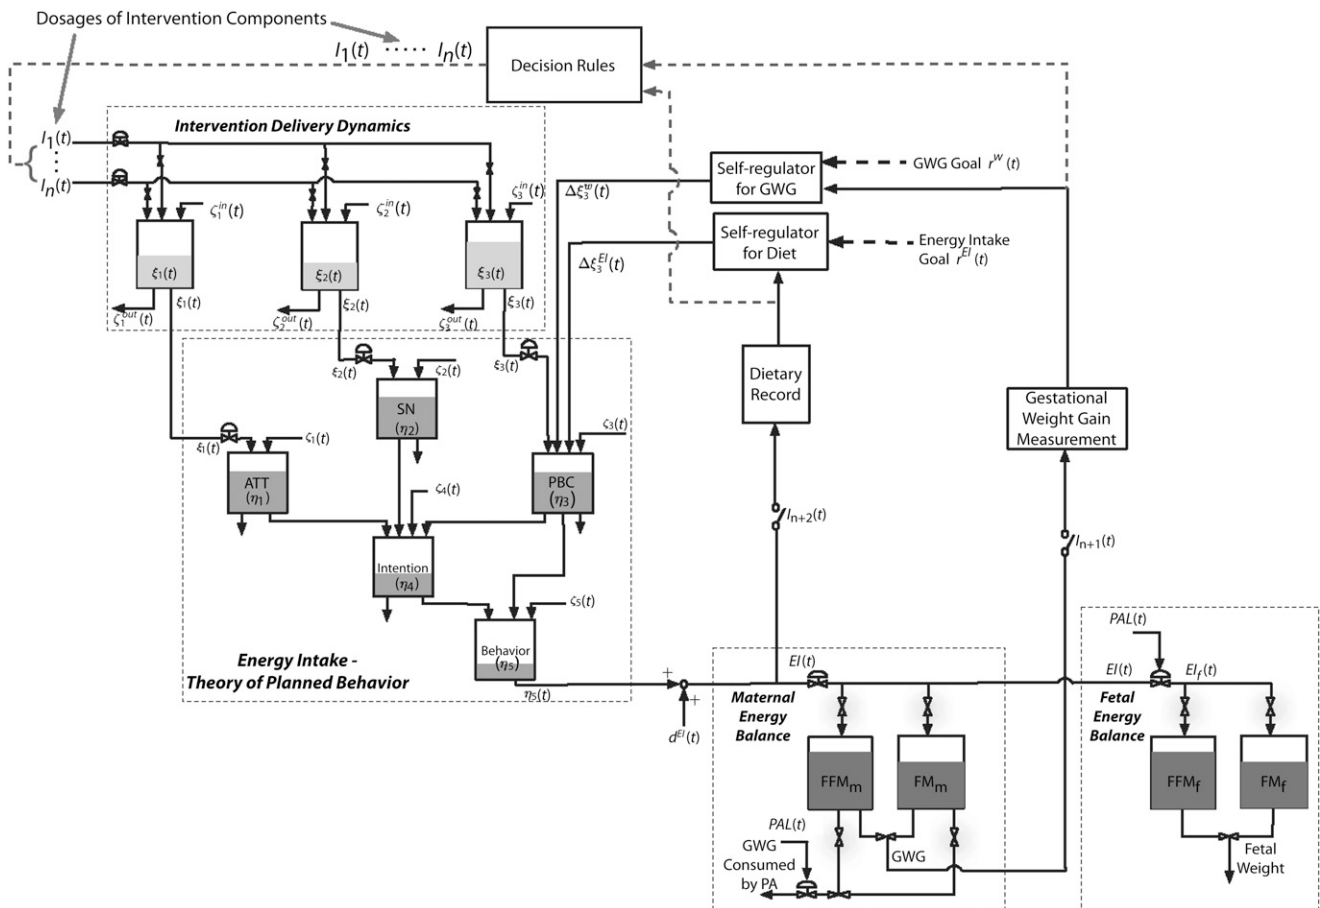 Dosages of Intervention Components
I₁(t) ······ Iₙ(t)
Decision Rules
Intervention Delivery Dynamics
I₁(t)
Iₙ(t)
ζ₁ⁱⁿ(t)
ζ₂ⁱⁿ(t)
ζ₃ⁱⁿ(t)
ξ₁(t)
ξ₂(t)
ξ₃(t)
ξ₁(t)
ξ₂(t)
ξ₃(t)
ζ₁ᵒᵘᵗ(t)
ζ₂ᵒᵘᵗ(t)
ζ₃ᵒᵘᵗ(t)
Self-regulator
for GWG
GWG Goal rᵂ(t)
Δξ₃ʷ(t)
Self-regulator
for Diet
Energy Intake
Goal rᴱᴵ(t)
Δξ₃ᴱᴵ(t)
ξ₂(t)
ζ₂(t)
ξ₃(t)
SN
(η₂)
ξ₁(t)
ζ₁(t)
ζ₃(t)
ATT
(η₁)
PBC
(η₃)
ζ₄(t)
Intention
(η₄)
ζ₅(t)
Behavior
(η₅)
η₅(t)
Energy Intake -
Theory of Planned Behavior
Dietary
Record
Gestational
Weight Gain
Measurement
Iₙ₊₂(t)
Iₙ₊₁(t)
+
+
dᴱᴵ(t)
EI(t)
Maternal
Energy
Balance
FFMₘ
FMₘ
PAL(t)
GWG
Consumed
by PA
GWG
PAL(t)
EI(t)
EI_f(t)
Fetal
Energy
Balance
FFM_f
FM_f
Fetal
Weight